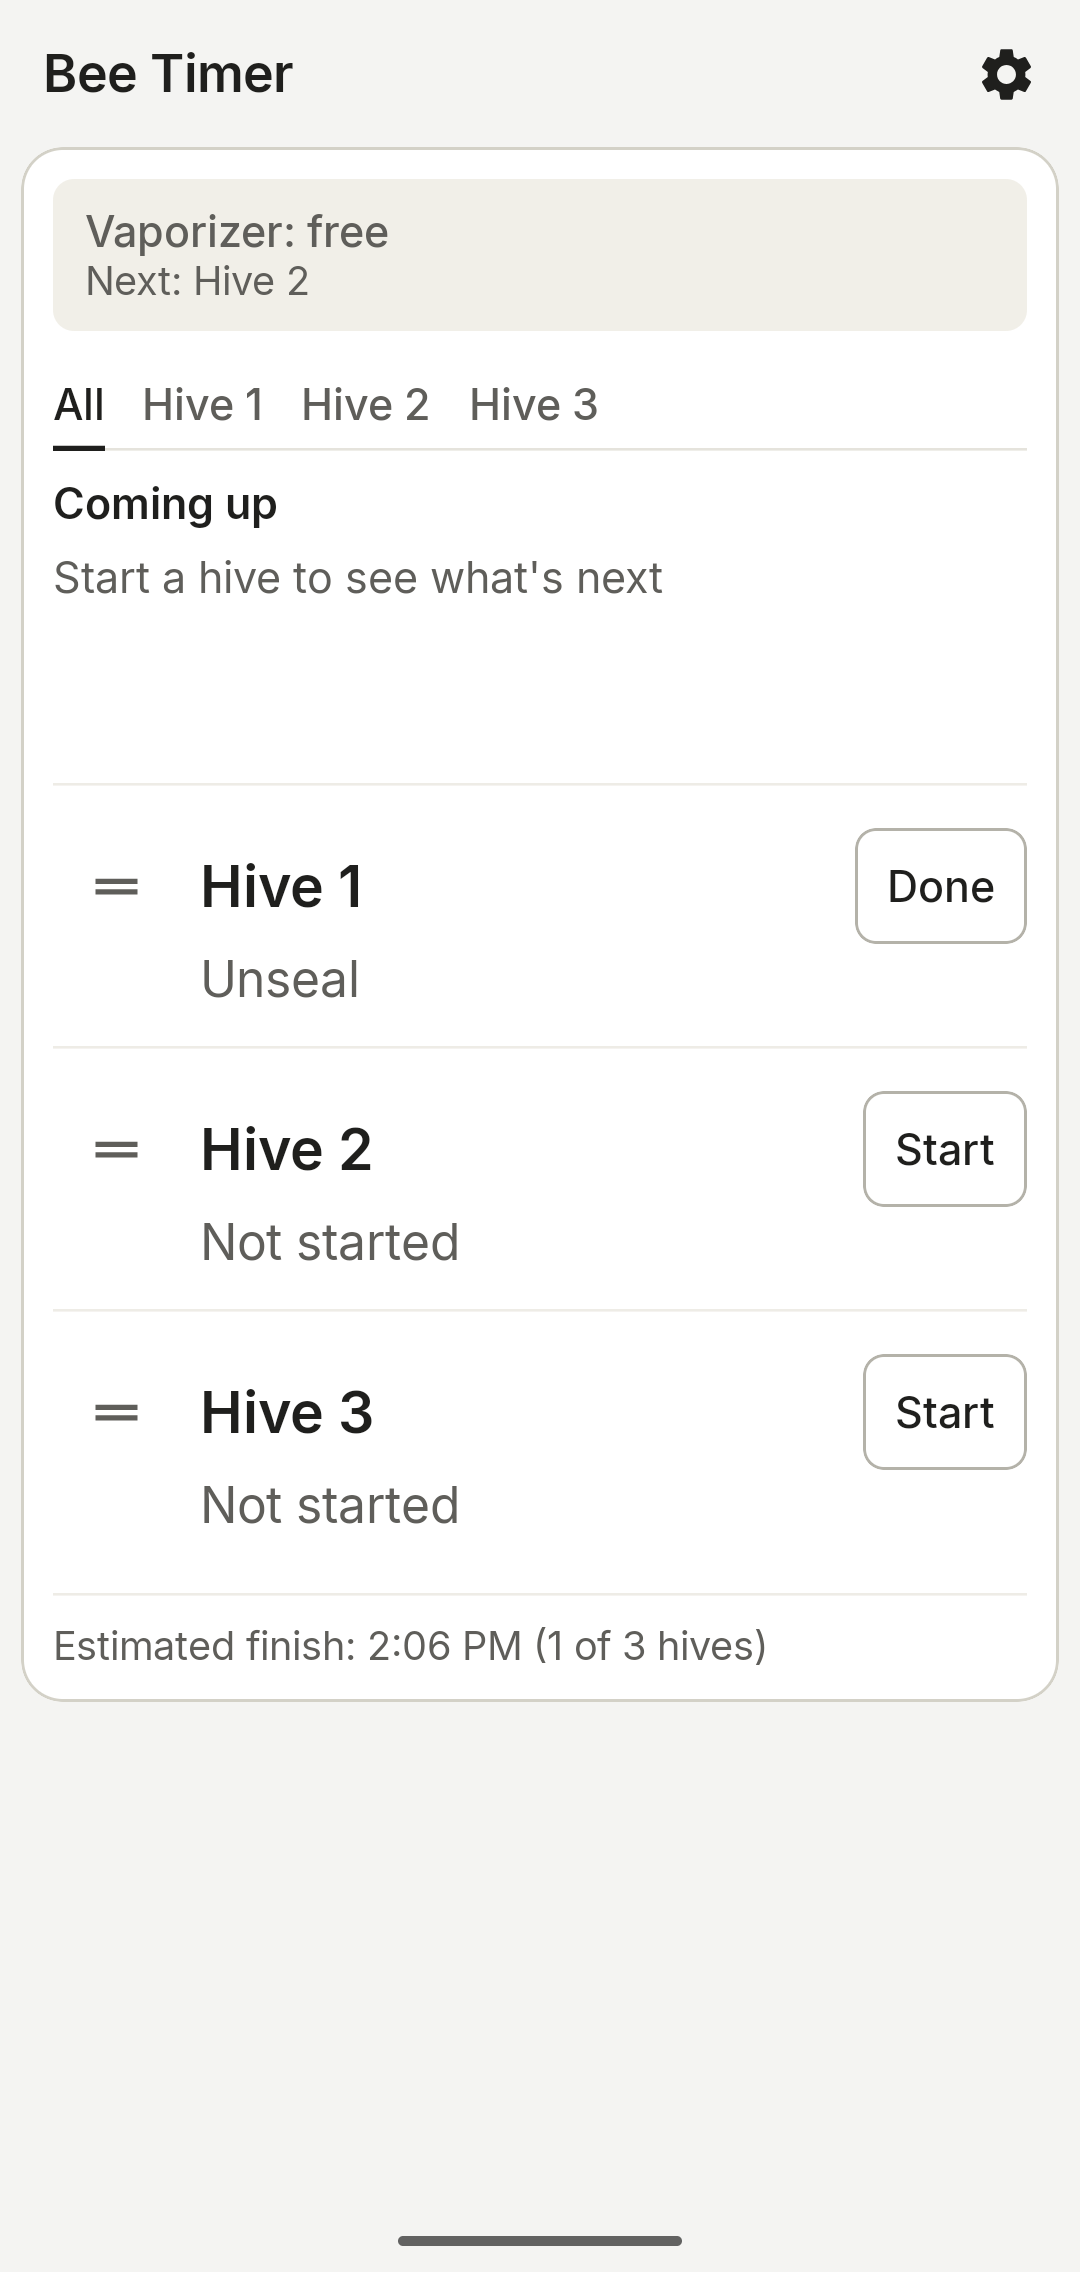 Bee Timer
Vaporizer: free
Next: Hive 2
All Hive 1 Hive 2 Hive 3
Coming up
Start a hive to see what's next
Hive 1
Done
Unseal
Hive 2
Start
Not started
Hive 3
Start
Not started
Estimated finish: 2:06 PM (1 of 3 hives)